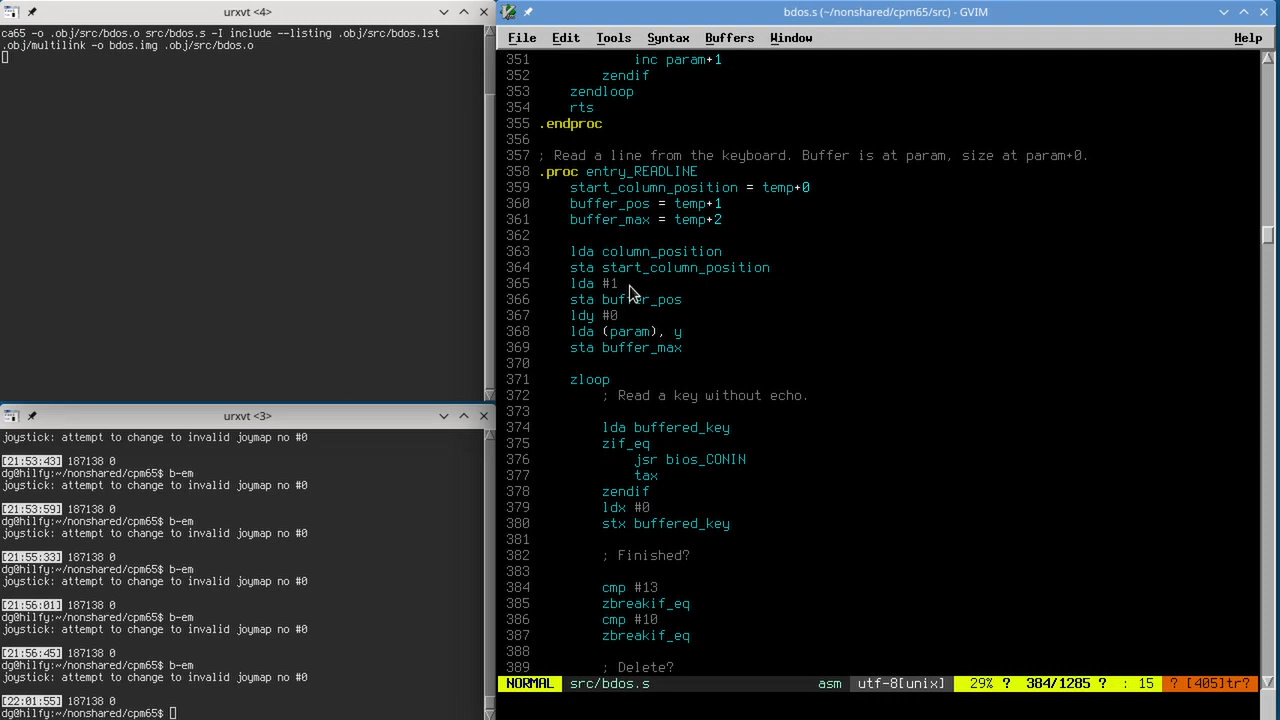 urxvt <4>
ca65 -o .obj/src/bdos.o src/bdos.s -I include --listing .obj/src/bdos.lst
.obj/multilink -o bdos.img .obj/src/bdos.o
urxvt <3>
joystick: attempt to change to invalid joymap no #0
[21:53:43] 187138 0
dg@hilfy:~/nonshared/cpm65$ b-em
joystick: attempt to change to invalid joymap no #0
[21:53:59] 187138 0
dg@hilfy:~/nonshared/cpm65$ b-em
joystick: attempt to change to invalid joymap no #0
[21:55:33] 187138 0
dg@hilfy:~/nonshared/cpm65$ b-em
joystick: attempt to change to invalid joymap no #0
[21:56:01] 187138 0
dg@hilfy:~/nonshared/cpm65$ b-em
joystick: attempt to change to invalid joymap no #0
[21:56:45] 187138 0
dg@hilfy:~/nonshared/cpm65$ b-em
joystick: attempt to change to invalid joymap no #0
[22:01:55] 187138 0
dg@hilfy:~/nonshared/cpm65$
bdos.s (~/nonshared/cpm65/src) - GVIM
File Edit Tools Syntax Buffers Window Help
351 inc param+1
352 zendif
353 zendloop
354 rts
355 .endproc
356
357 ; Read a line from the keyboard. Buffer is at param, size at param+0.
358 .proc entry_READLINE
359 start_column_position = temp+0
360 buffer_pos = temp+1
361 buffer_max = temp+2
362
363 lda column_position
364 sta start_column_position
365 lda #1
366 sta buffer_pos
367 ldy #0
368 lda (param), y
369 sta buffer_max
370
371 zloop
372 ; Read a key without echo.
373
374 lda buffered_key
375 zif_eq
376 jsr bios_CONIN
377 tax
378 zendif
379 ldx #0
380 stx buffered_key
381
382 ; Finished?
383
384 cmp #13
385 zbreakif_eq
386 cmp #10
387 zbreakif_eq
388
389 ; Delete?
NORMAL src/bdos.s asm utf-8[unix] 29% ? 384/1285 ? : 15 ? [405]tr?